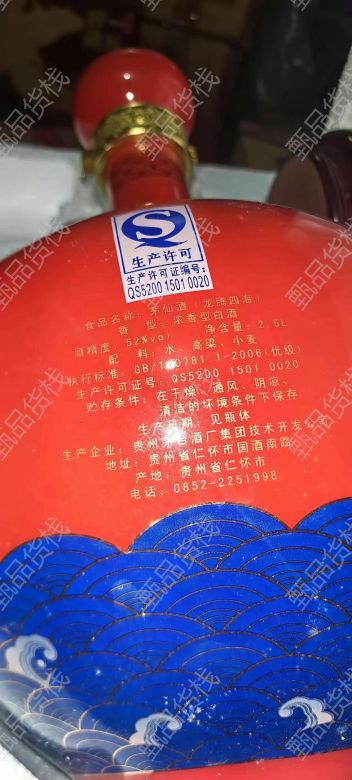 生产许可
生产许可证编号:
QS5200 1501 0020
食品名称: 茅仙酒 (龙腾四海)
香 型: 浓香型白酒
酒精度: 52%vol 净含量: 2.5L
配 料: 水、高粱、小麦
执行标准: GB/T10781.1-2006(优级)
生产许可证号: QS5200 1501 0020
贮存条件: 在干燥、通风、阴凉、
清洁的环境条件下保存
生产日期: 见瓶体
生产企业: 贵州茅台酒厂集团技术开发公司
地址: 贵州省仁怀市国酒南路
产地: 贵州省仁怀市
电话: 0852-2251998
甄品货栈